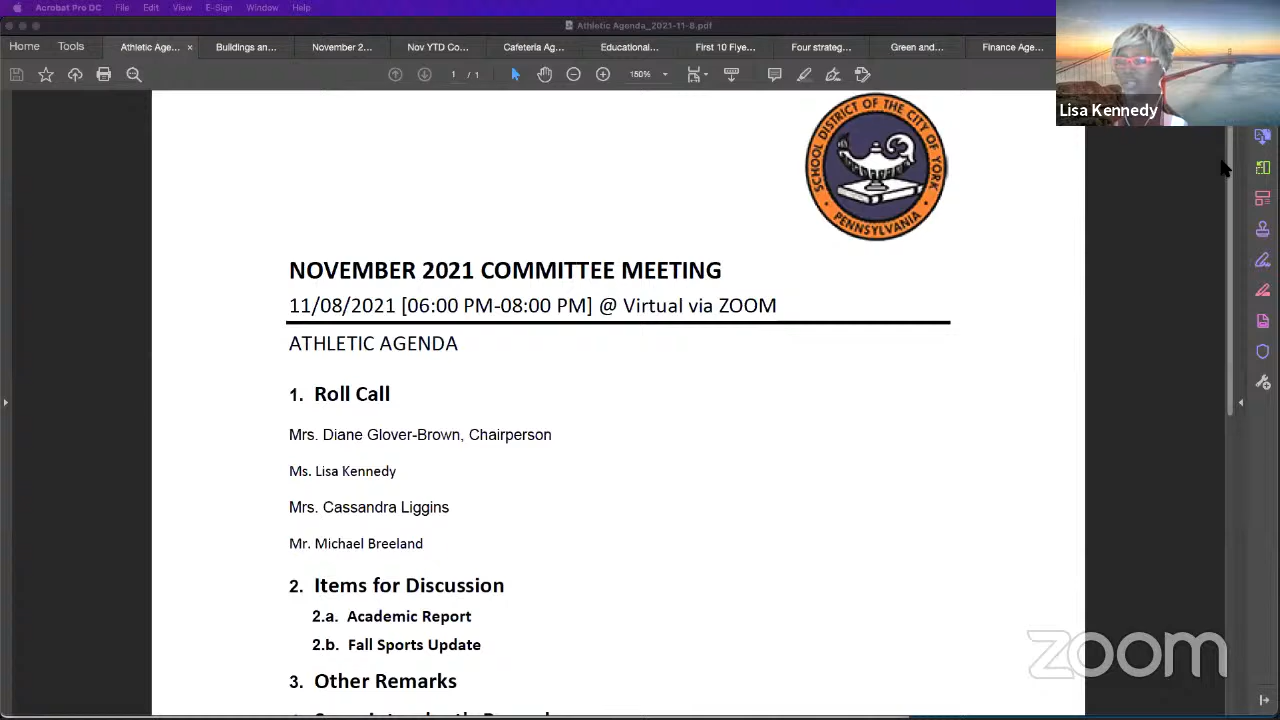 Acrobat Pro DC File Edit View E-Sign Window Help
Athletic Agenda_2021-11-8.pdf
Home Tools Athletic Age... × Buildings an... November 2... Nov YTD Co... Cafeteria Ag... Educational... First 10 Flye... Four strateg... Green and... Finance Age...
1 / 1 150%
Lisa Kennedy
SCHOOL DISTRICT OF THE CITY OF YORK
PENNSYLVANIA
NOVEMBER 2021 COMMITTEE MEETING
11/08/2021 [06:00 PM-08:00 PM] @ Virtual via ZOOM
ATHLETIC AGENDA
1. Roll Call
Mrs. Diane Glover-Brown, Chairperson
Ms. Lisa Kennedy
Mrs. Cassandra Liggins
Mr. Michael Breeland
2. Items for Discussion
2.a. Academic Report
2.b. Fall Sports Update
3. Other Remarks
zoom